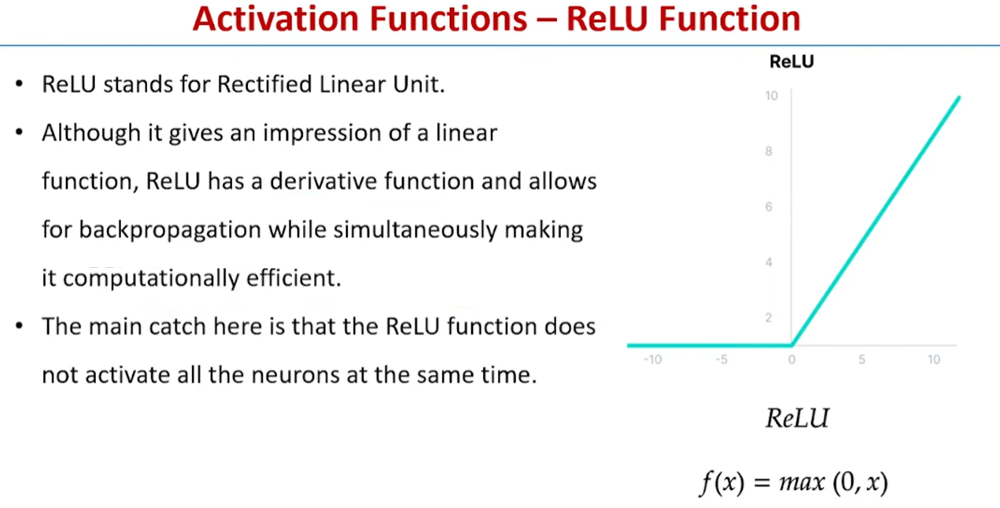 Activation Functions – ReLU Function
• ReLU stands for Rectified Linear Unit.
• Although it gives an impression of a linear
function, ReLU has a derivative function and allows
for backpropagation while simultaneously making
it computationally efficient.
• The main catch here is that the ReLU function does
not activate all the neurons at the same time.
ReLU
10
8
6
4
2
-10 -5 0 5 10
ReLU
f(x) = max (0, x)